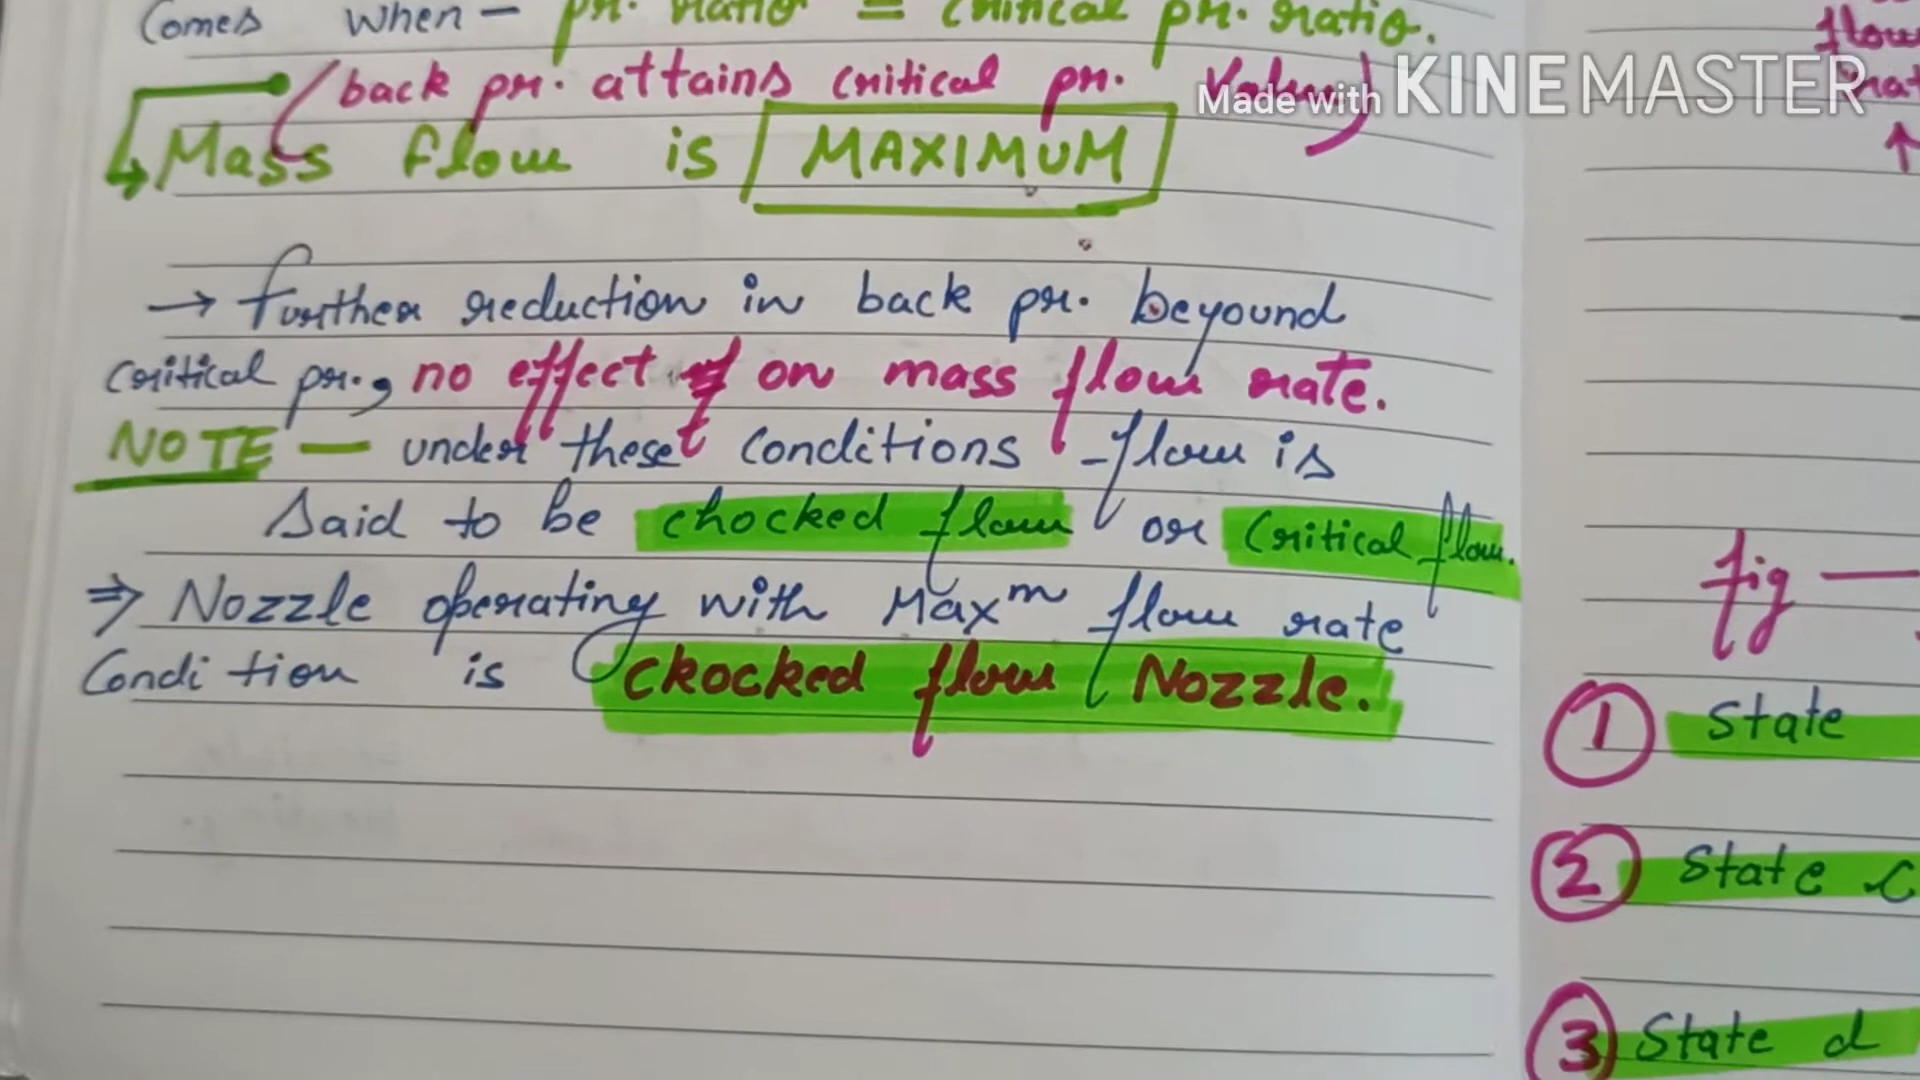 Comes when — pr. ratio = critical pr. ratio.
(back pr. attains critical pr. value)
Mass flow is MAXIMUM
→ further reduction in back pr. beyound
critical pr., no effect on mass flow rate.
NOTE — under these conditions flow is
said to be chocked flow or critical flow.
⇒ Nozzle operating with Maxᵐ flow rate
Condition is ckocked flow Nozzle.
Made with KINEMASTER
flow
↑
fig —
① State
② State c
③ State d